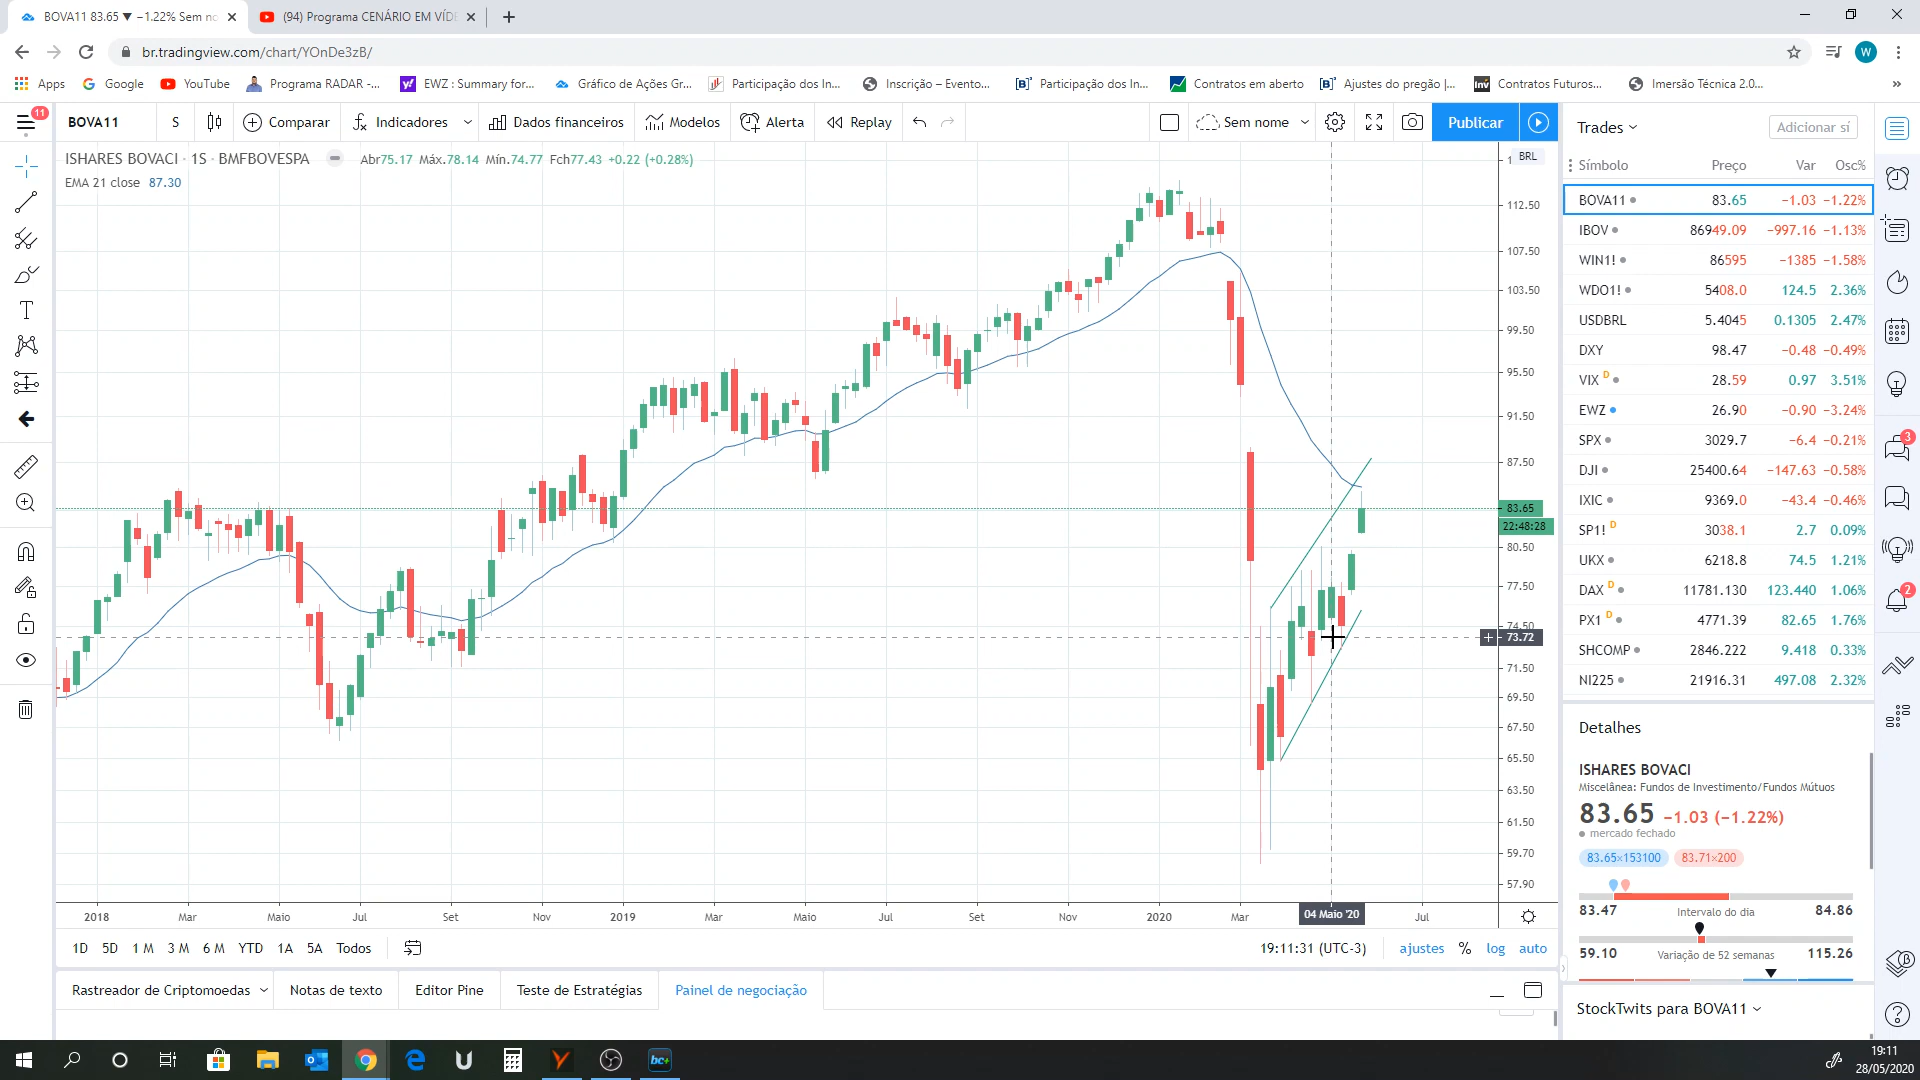 BOVA11 83.65 ▼ −1.22% Sem no
(94) Programa CENÁRIO EM VÍDE
br.tradingview.com/chart/YOnDe3zB/
W
Apps
Google
YouTube
Programa RADAR -...
EWZ : Summary for...
Gráfico de Ações Gr...
Participação dos In...
Inscrição – Evento...
Participação dos In...
Contratos em aberto
Ajustes do pregão |...
Contratos Futuros...
Imersão Técnica 2.0...
11
BOVA11
S
Comparar
Indicadores
Dados financeiros
Modelos
Alerta
Replay
Sem nome
Publicar
ISHARES BOVACI · 1S · BMFBOVESPA
Abr75.17 Máx.78.14 Mín.74.77 Fch77.43 +0.22 (+0.28%)
EMA 21 close 87.30
BRL
112.50
107.50
103.50
99.50
95.50
91.50
87.50
83.65
22:48:28
80.50
77.50
74.50
73.72
71.50
69.50
67.50
65.50
63.50
61.50
59.70
57.90
2018 Mar Maio Jul Set Nov 2019 Mar Maio Jul Set Nov 2020 Mar 04 Maio '20 Jul
1D 5D 1 M 3 M 6 M YTD 1A 5A Todos
19:11:31 (UTC-3)
ajustes % log auto
Rastreador de Criptomoedas
Notas de texto
Editor Pine
Teste de Estratégias
Painel de negociação
Trades
Adicionar sí
Símbolo Preço Var Osc%
BOVA11 83.65 −1.03 −1.22%
IBOV 86949.09 −997.16 −1.13%
WIN1! 86595 −1385 −1.58%
WDO1! 5408.0 124.5 2.36%
USDBRL 5.4045 0.1305 2.47%
DXY 98.47 −0.48 −0.49%
VIX D 28.59 0.97 3.51%
EWZ 26.90 −0.90 −3.24%
SPX 3029.7 −6.4 −0.21%
DJI 25400.64 −147.63 −0.58%
IXIC 9369.0 −43.4 −0.46%
SP1! D 3038.1 2.7 0.09%
UKX 6218.8 74.5 1.21%
DAX D 11781.130 123.440 1.06%
PX1 D 4771.39 82.65 1.76%
SHCOMP 2846.222 9.418 0.33%
NI225 21916.31 497.08 2.32%
Detalhes
ISHARES BOVACI
Miscelânea: Fundos de Investimento/Fundos Mútuos
83.65 −1.03 (−1.22%)
mercado fechado
83.65×153100 83.71×200
83.47 Intervalo do dia 84.86
59.10 Variação de 52 semanas 115.26
StockTwits para BOVA11
3
2
bc+
19:11
28/05/2020